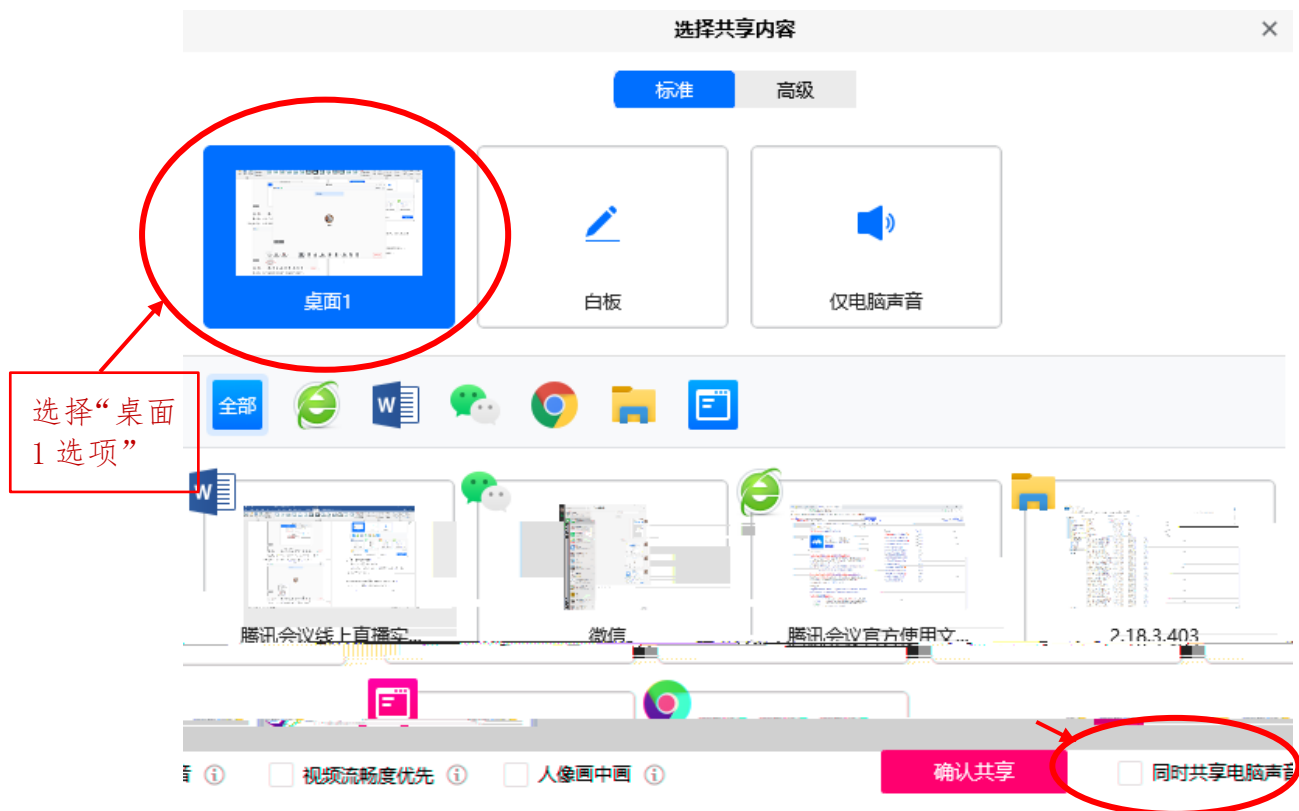 选择共享内容
标准
高级
桌面1
白板
仅电脑声音
选择“桌面
1选项”
全部
W
W
腾讯会议线上直播实...
微信
腾讯会议官方使用文...
2.18.3.403
音
视频流畅度优先
人像画中画
确认共享
同时共享电脑声音